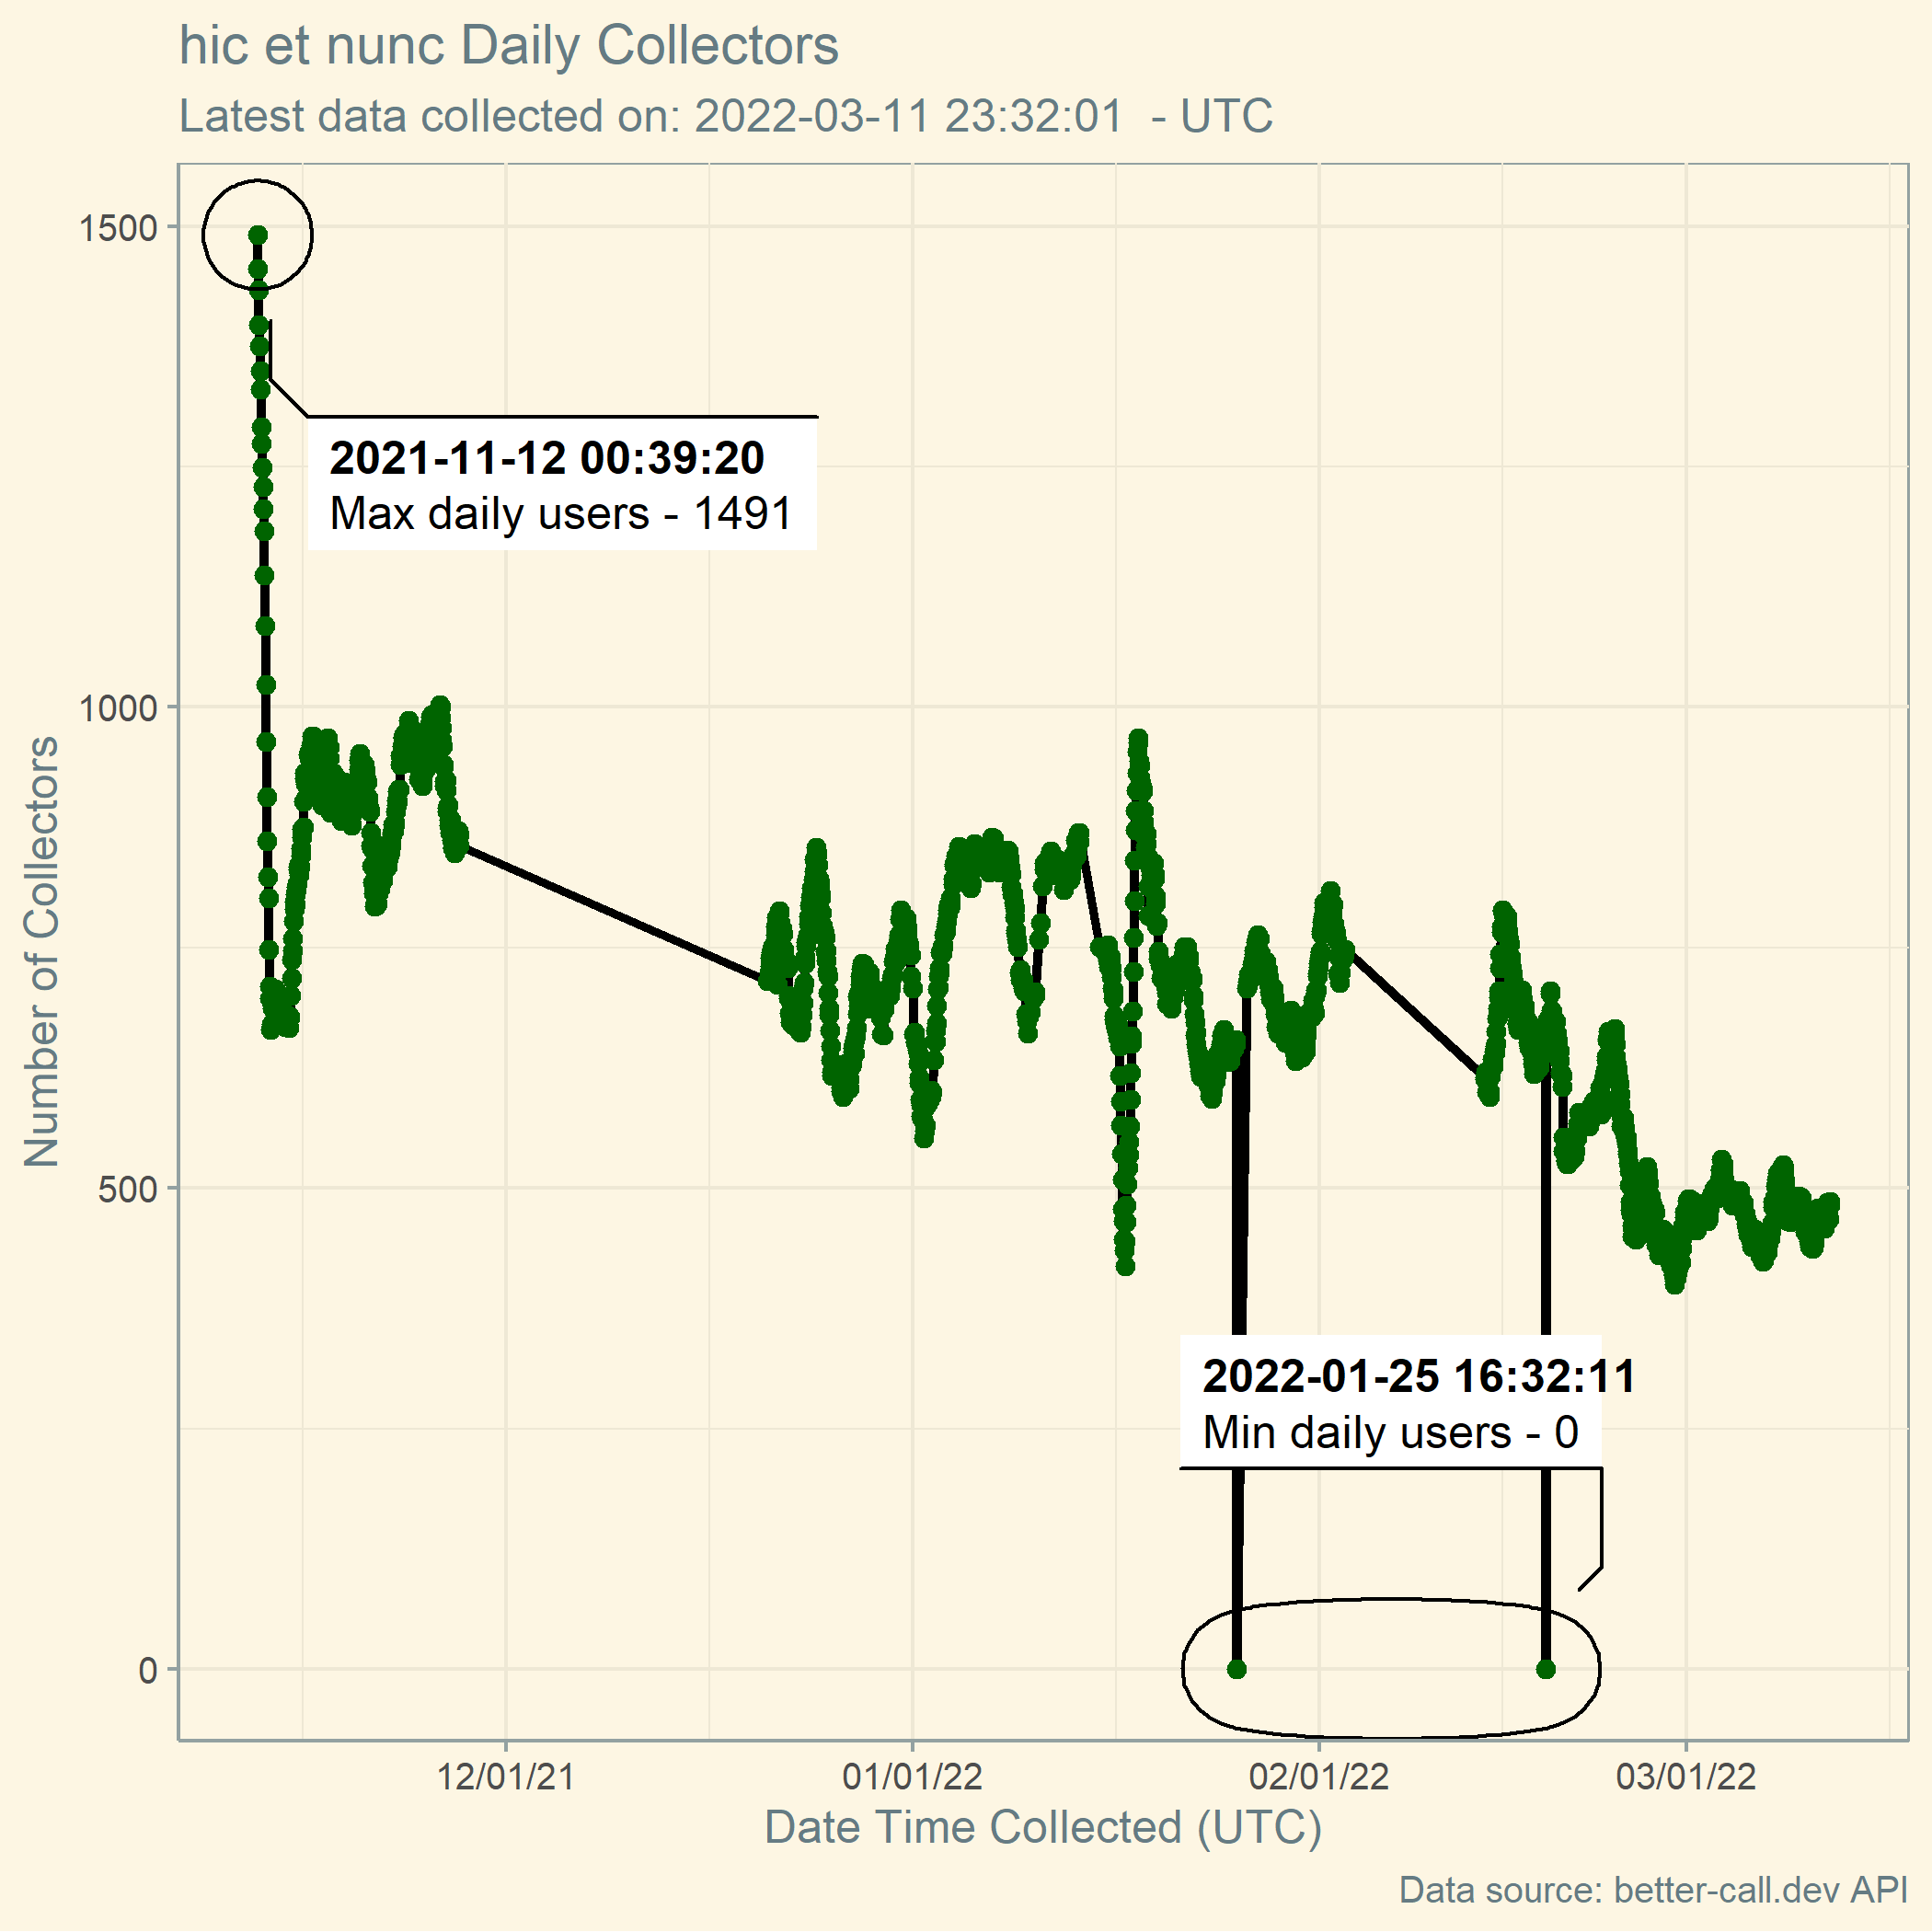 hic et nunc Daily Collectors
Latest data collected on: 2022-03-11 23:32:01  - UTC
Number of Collectors
1500
1000
500
0
2021-11-12 00:39:20
Max daily users - 1491
2022-01-25 16:32:11
Min daily users - 0
12/01/21
01/01/22
02/01/22
03/01/22
Date Time Collected (UTC)
Data source: better-call.dev API